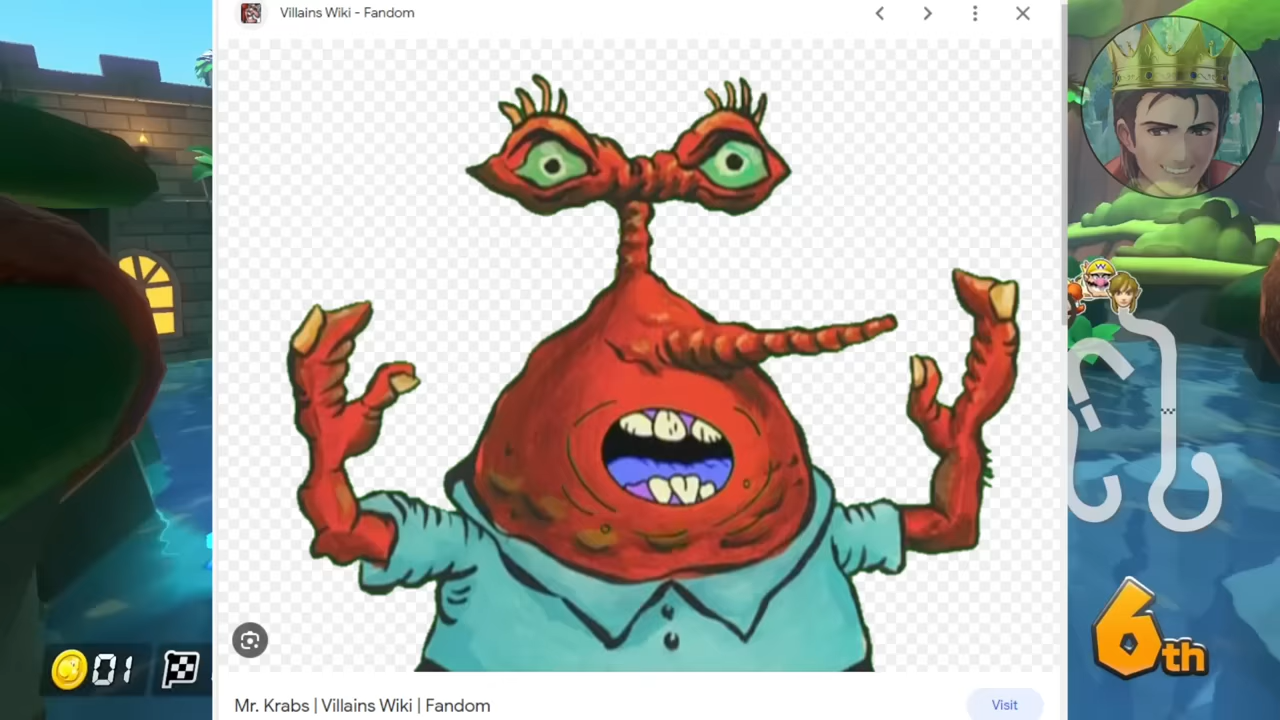 Villains Wiki - Fandom
01
6th
Mr. Krabs | Villains Wiki | Fandom
Visit